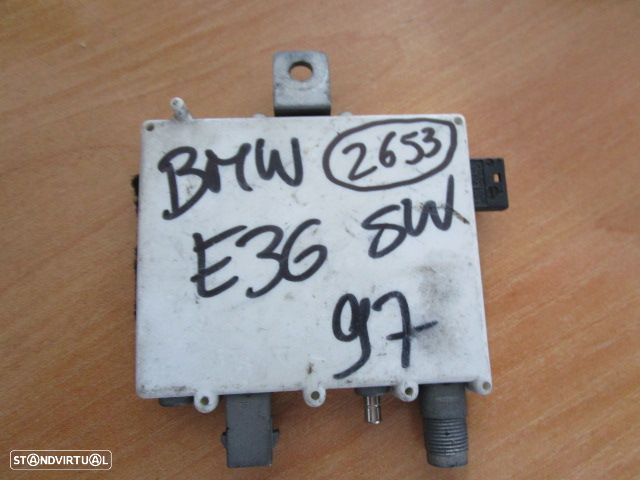 BMW 2653
E36 SW
97
STANDVIRTUAL